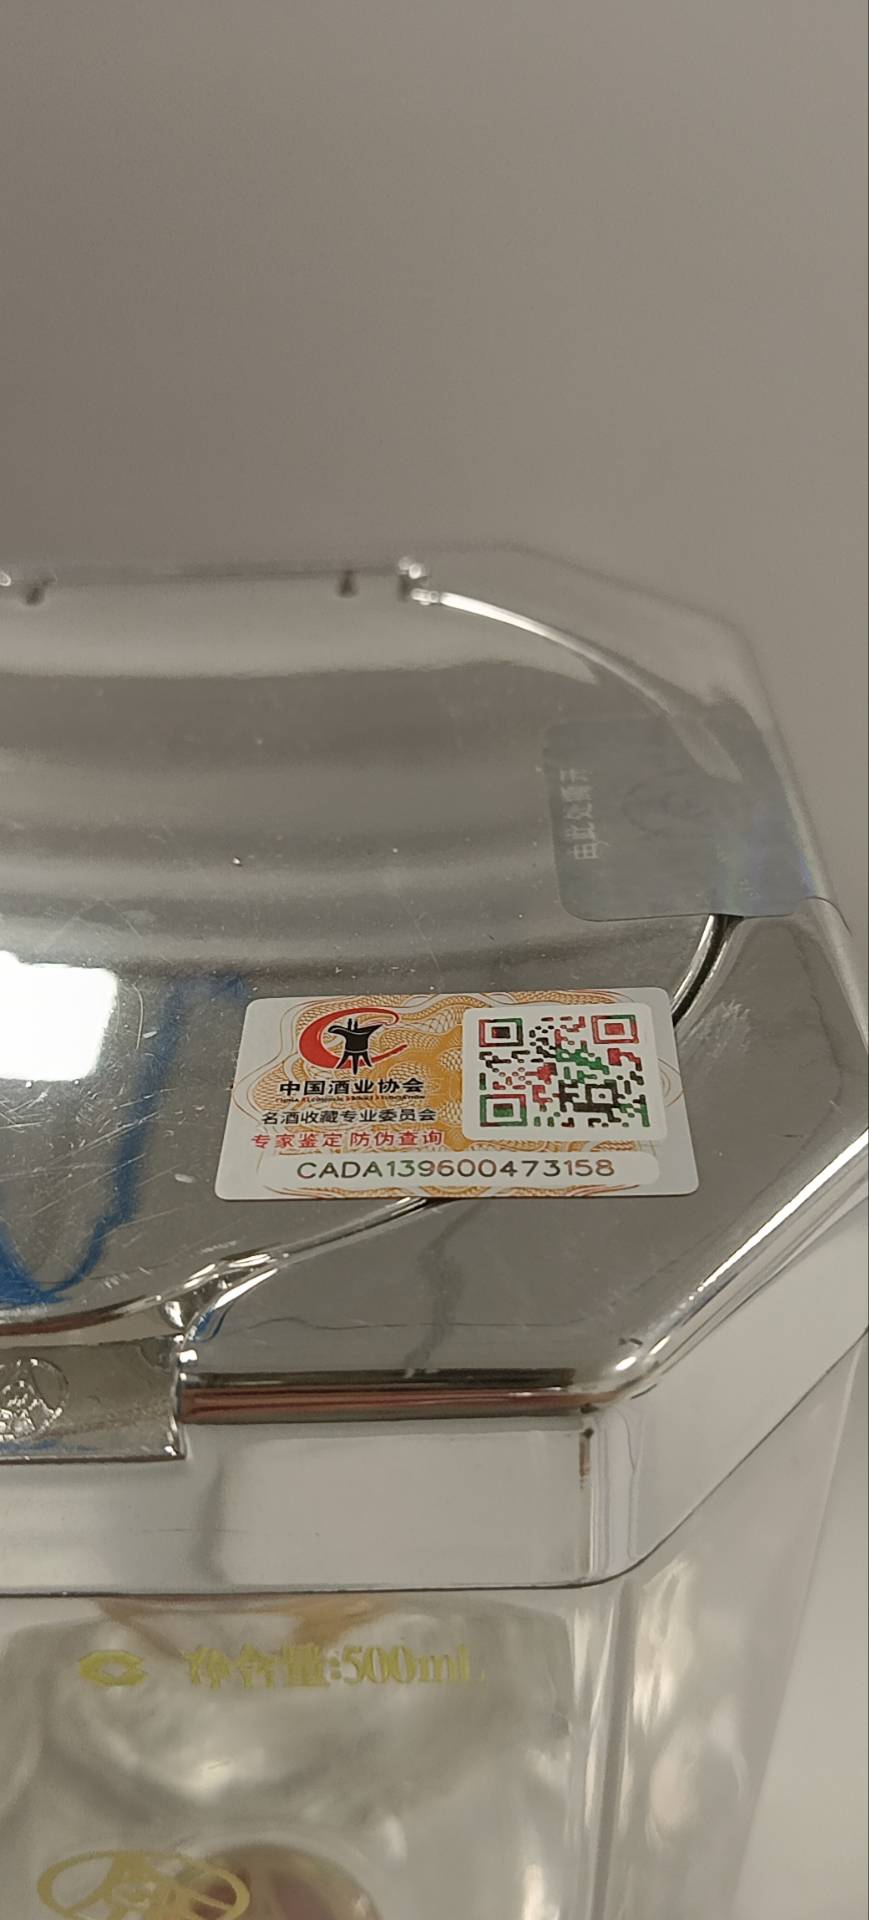 由此处揭开
中国酒业协会
名酒收藏专业委员会
专家鉴定 防伪查询
CADA139600473158
净含量:500mL